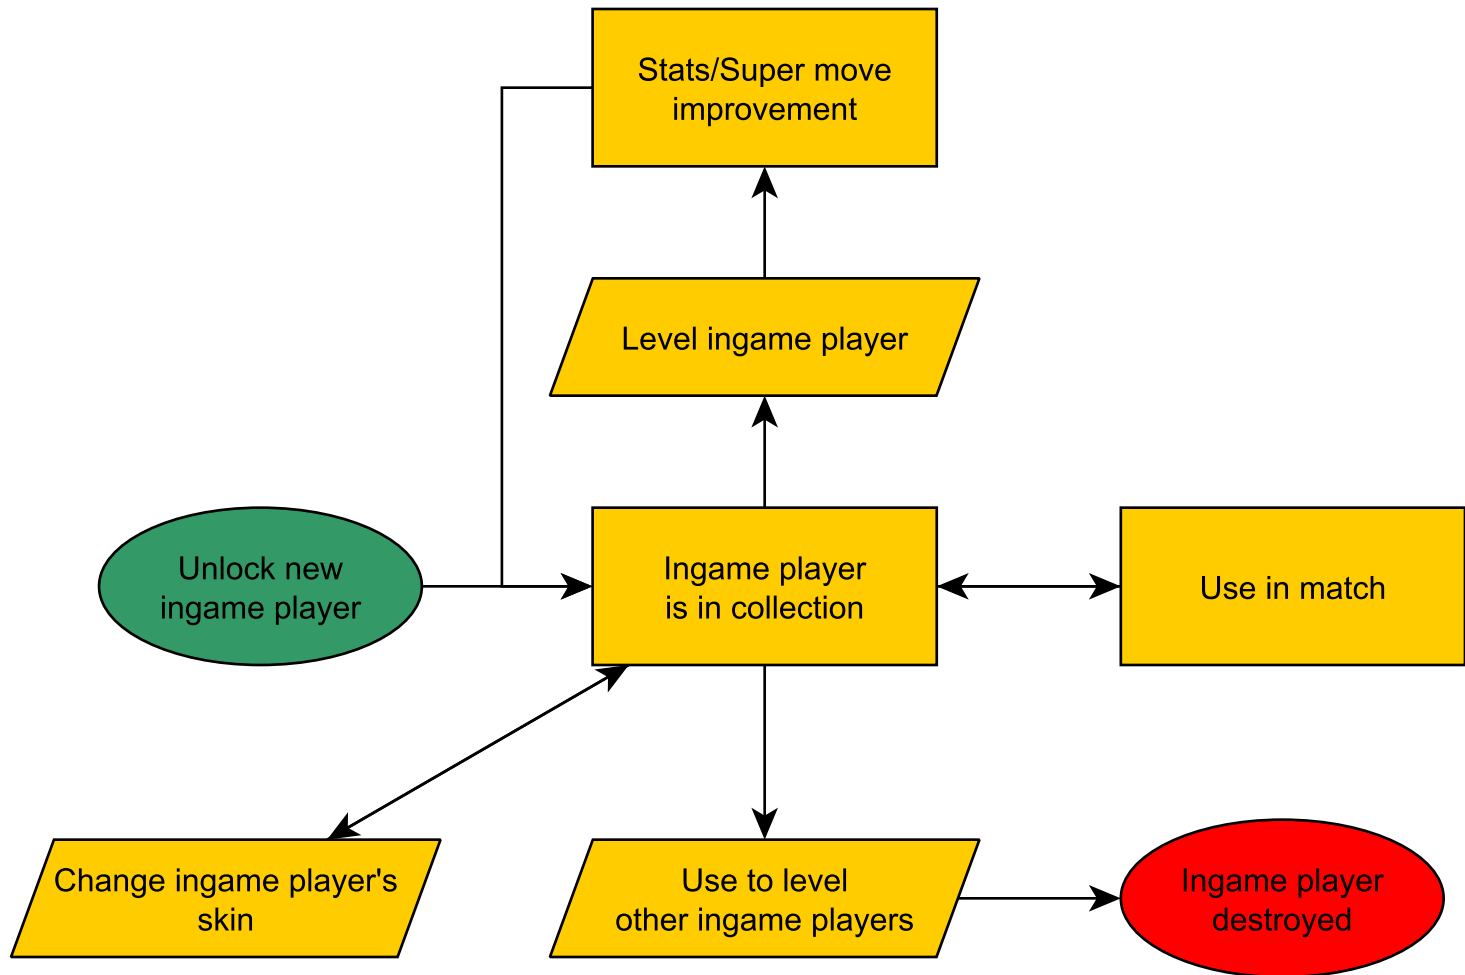 Stats/Super move
improvement
Level ingame player
Unlock new
ingame player
Ingame player
is in collection
Use in match
Change ingame player's
skin
Use to level
other ingame players
Ingame player
destroyed